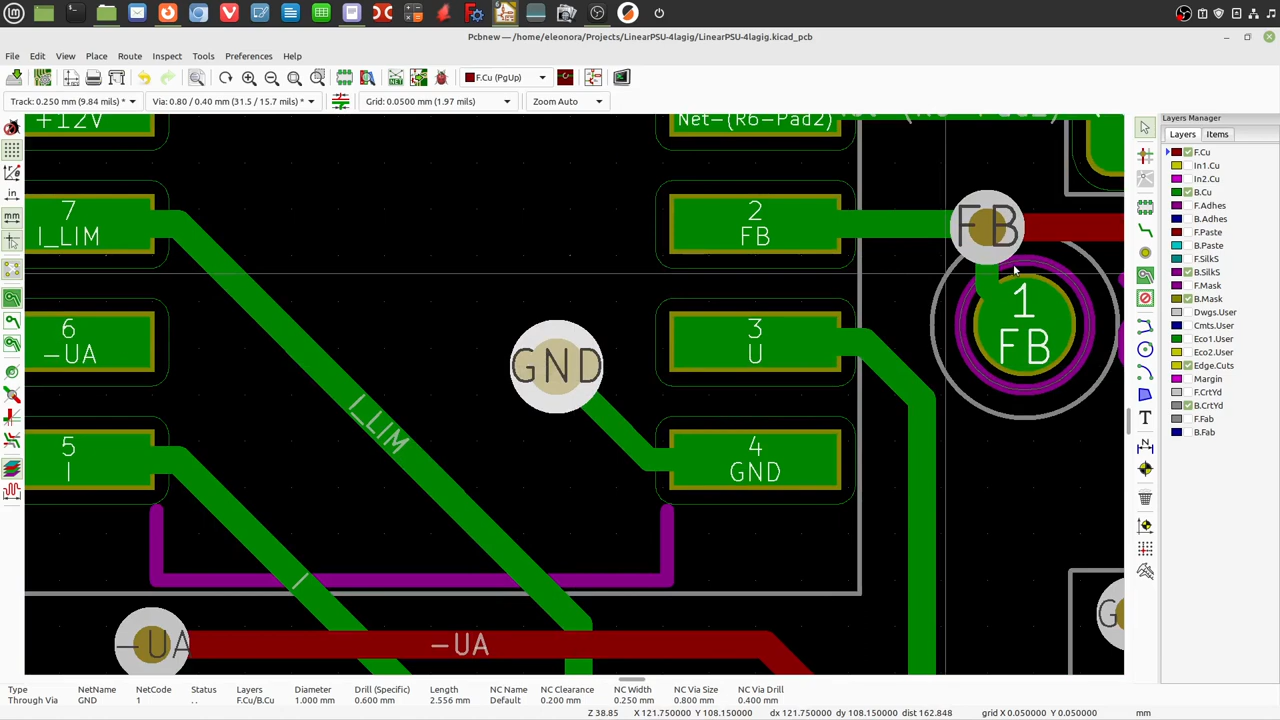 Pcbnew — /home/eleonora/Projects/LinearPSU-4lagig/LinearPSU-4lagig.kicad_pcb
File Edit View Place Route Inspect Tools Preferences Help
F.Cu (PgUp)
Track: 0.250 mm (9.84 mils) * Via: 0.80 / 0.40 mm (31.5 / 15.7 mils) * Grid: 0.0500 mm (1.97 mils) Zoom Auto
in
mm
+12V
Net-(R6-Pad2)
7
I_LIM
2
FB
FB
1
FB
6
-UA
GND
3
U
I_LIM
5
I
4
GND
I
-UA
-UA
G
Layers Manager
Layers Items
F.Cu
In1.Cu
In2.Cu
B.Cu
F.Adhes
B.Adhes
F.Paste
B.Paste
F.SilkS
B.SilkS
F.Mask
B.Mask
Dwgs.User
Cmts.User
Eco1.User
Eco2.User
Edge.Cuts
Margin
F.CrtYd
B.CrtYd
F.Fab
B.Fab
Type NetName NetCode Status Layers Diameter Drill (Specific) Length NC Name NC Clearance NC Width NC Via Size NC Via Drill
Through Via GND 1 .. F.Cu/B.Cu 1.000 mm 0.600 mm 2.556 mm Default 0.200 mm 0.250 mm 0.800 mm 0.400 mm
Z 38.85 X 121.750000 Y 108.150000 dx 121.750000 dy 108.150000 dist 162.848 grid X 0.050000 Y 0.050000 mm